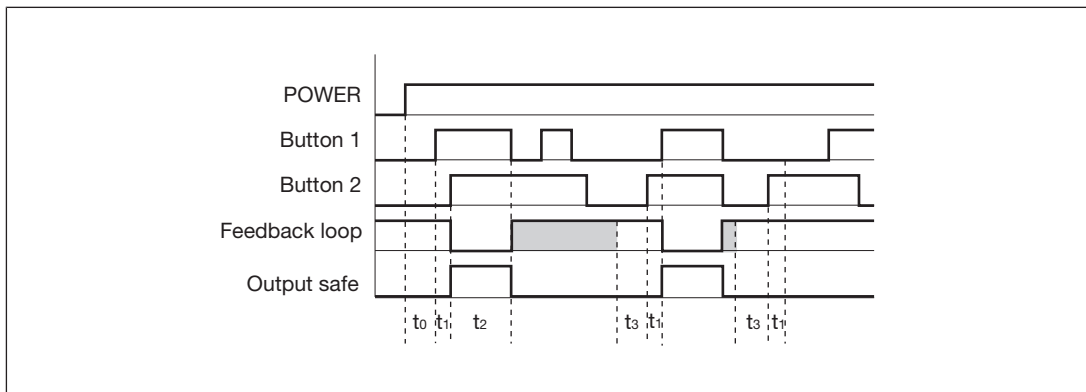 POWER
Button 1
Button 2
Feedback loop
Output safe
t0 t1 t2 t3 t1 t3 t1